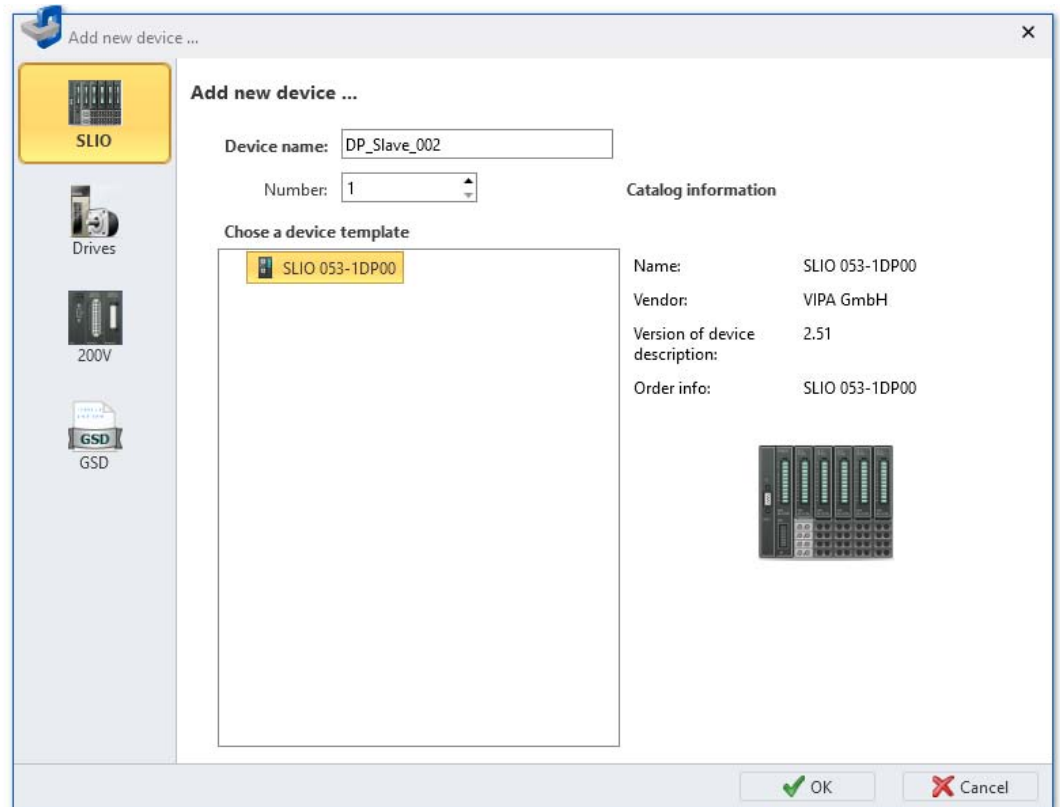 Add new device ...
SLIO
Drives
200V
GSD
GSD
Add new device ...
Device name: DP_Slave_002
Number: 1
Chose a device template
SLIO 053-1DP00
Catalog information
Name: SLIO 053-1DP00
Vendor: VIPA GmbH
Version of device 2.51
description:
Order info: SLIO 053-1DP00
OK
Cancel